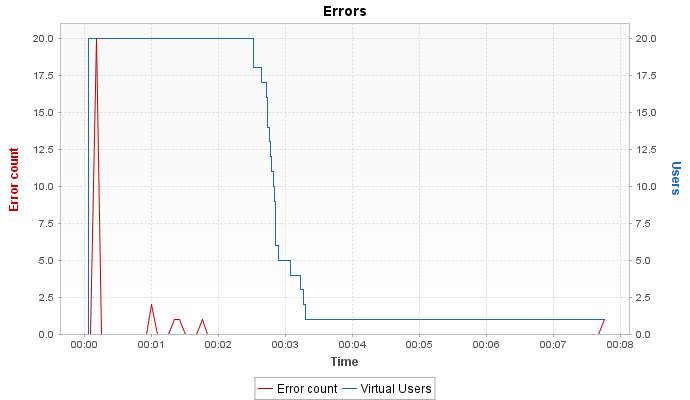 Errors
20.0 20.0
17.5 17.5
15.0 15.0
12.5 12.5
10.0 10.0
7.5 7.5
5.0 5.0
2.5 2.5
0.0 0.0
Error count
Users
00:00 00:01 00:02 00:03 00:04 00:05 00:06 00:07 00:08
Time
Error count Virtual Users